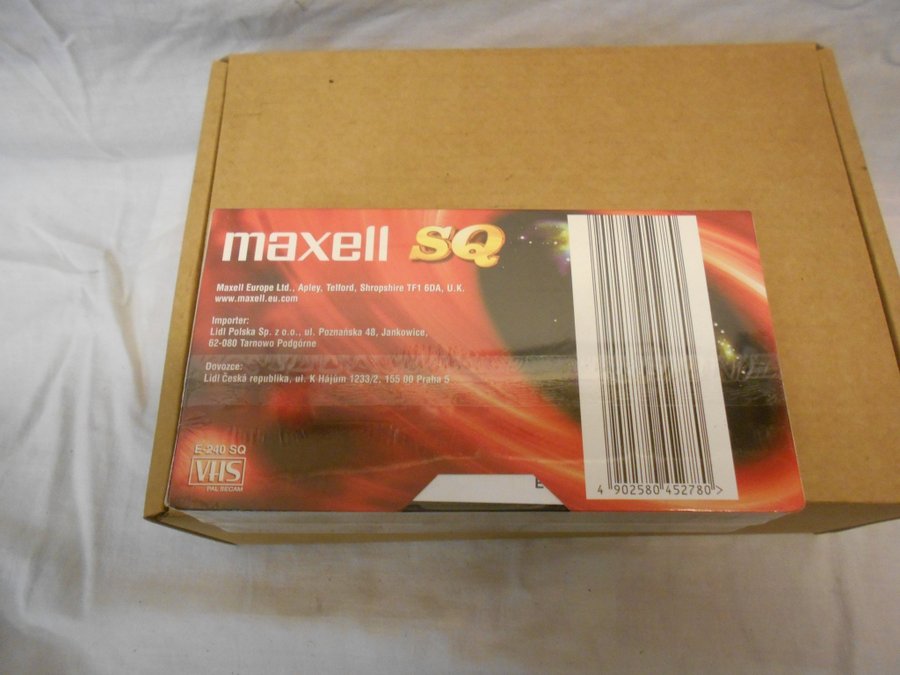 maxell SQ
Maxell Europe Ltd., Apley, Telford, Shropshire TF1 6DA, U.K.
www.maxell.eu.com
Importer:
Lidl Polska Sp. z o.o., ul. Poznańska 48, Jankowice,
62-080 Tarnowo Podgórne
Dovozce:
Lidl Česká republika, ul. K Hájům 1233/2, 155 00 Praha 5
E-240 SQ
VHS
PAL SECAM
E
4 902580 452780 >